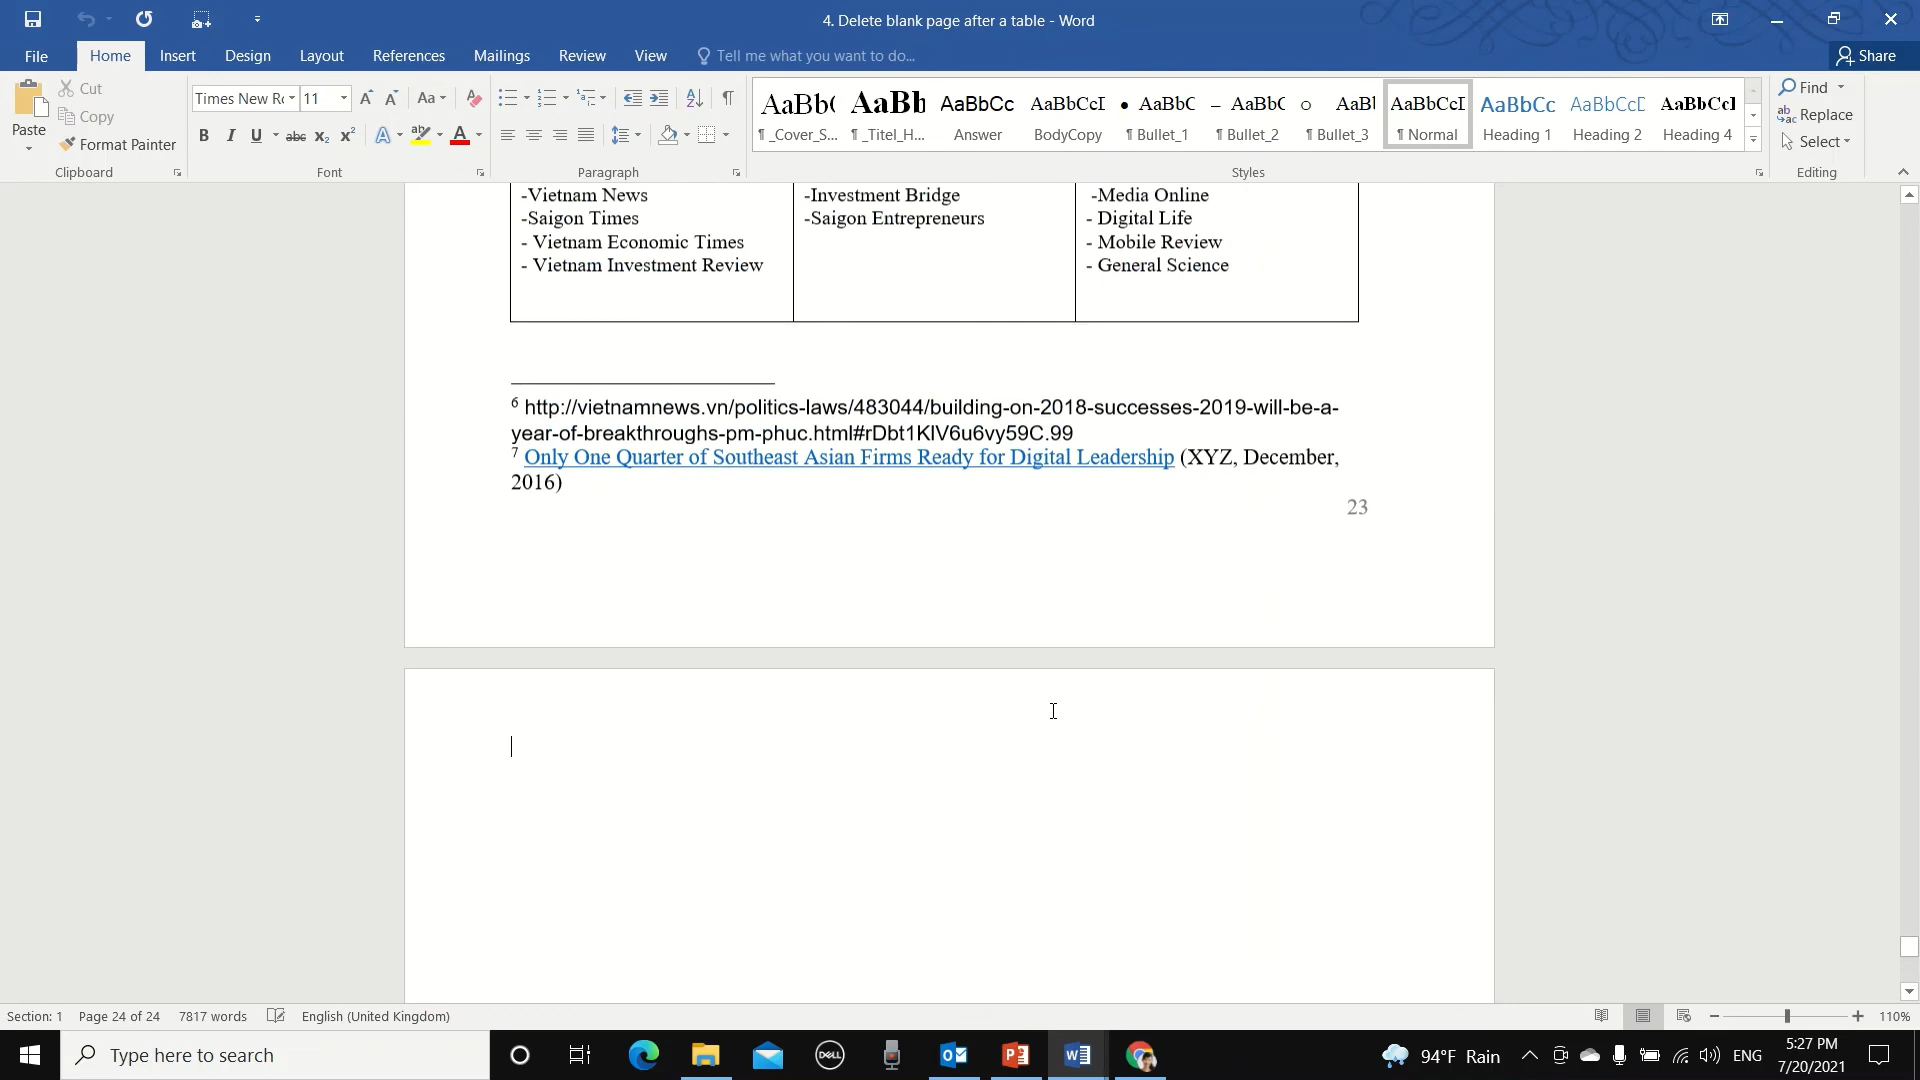 4. Delete blank page after a table - Word
File Home Insert Design Layout References Mailings Review View Tell me what you want to do... Share
Paste
Cut
Copy
Format Painter
Clipboard
Times New Rc 11
Font
Paragraph
AaBb( AaBb AaBbCc AaBbCcI AaBbC AaBbC AaBl AaBbCcI AaBbCc AaBbCcD AaBbCcI
¶ _Cover_S... ¶ _Titel_H... Answer BodyCopy ¶ Bullet_1 ¶ Bullet_2 ¶ Bullet_3 ¶ Normal Heading 1 Heading 2 Heading 4
Styles
Find
Replace
Select
Editing
-Vietnam News
-Saigon Times
- Vietnam Economic Times
- Vietnam Investment Review
-Investment Bridge
-Saigon Entrepreneurs
-Media Online
- Digital Life
- Mobile Review
- General Science
6 http://vietnamnews.vn/politics-laws/483044/building-on-2018-successes-2019-will-be-a-
year-of-breakthroughs-pm-phuc.html#rDbt1KlV6u6vy59C.99
7 Only One Quarter of Southeast Asian Firms Ready for Digital Leadership (XYZ, December,
2016)
23
Section: 1 Page 24 of 24 7817 words English (United Kingdom) 110%
Type here to search
DELL
94°F Rain
ENG
5:27 PM
7/20/2021